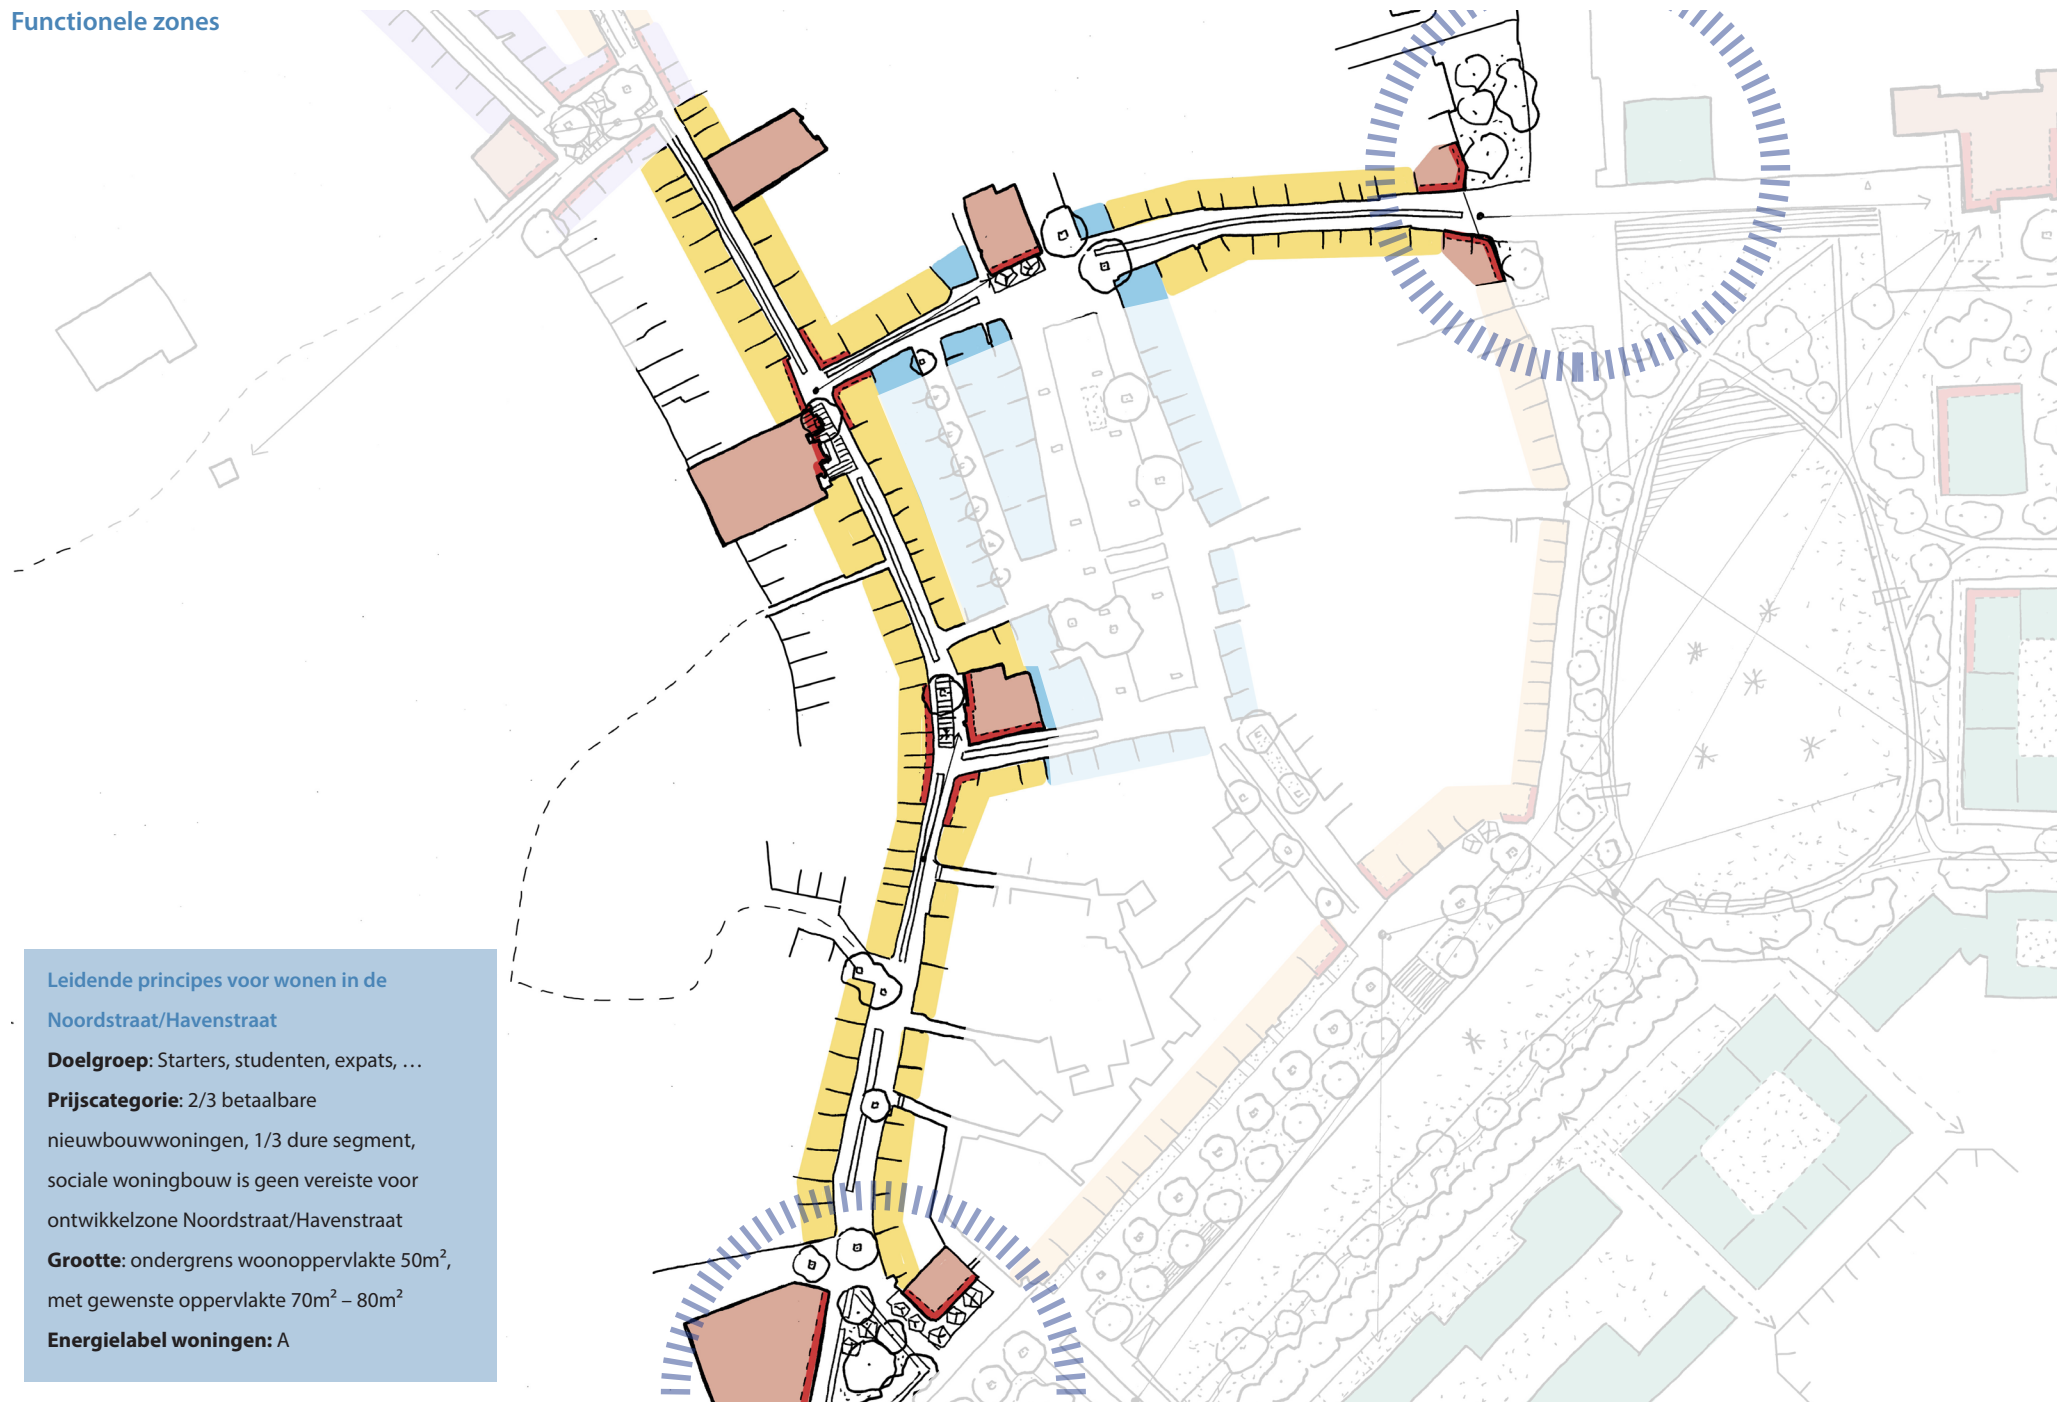 Functionele zones
Leidende principes voor wonen in de
Noordstraat/Havenstraat
Doelgroep: Starters, studenten, expats, …
Prijscategorie: 2/3 betaalbare
nieuwbouwwoningen, 1/3 dure segment,
sociale woningbouw is geen vereiste voor
ontwikkelzone Noordstraat/Havenstraat
Grootte: ondergrens woonoppervlakte 50m²,
met gewenste oppervlakte 70m² – 80m²
Energielabel woningen: A